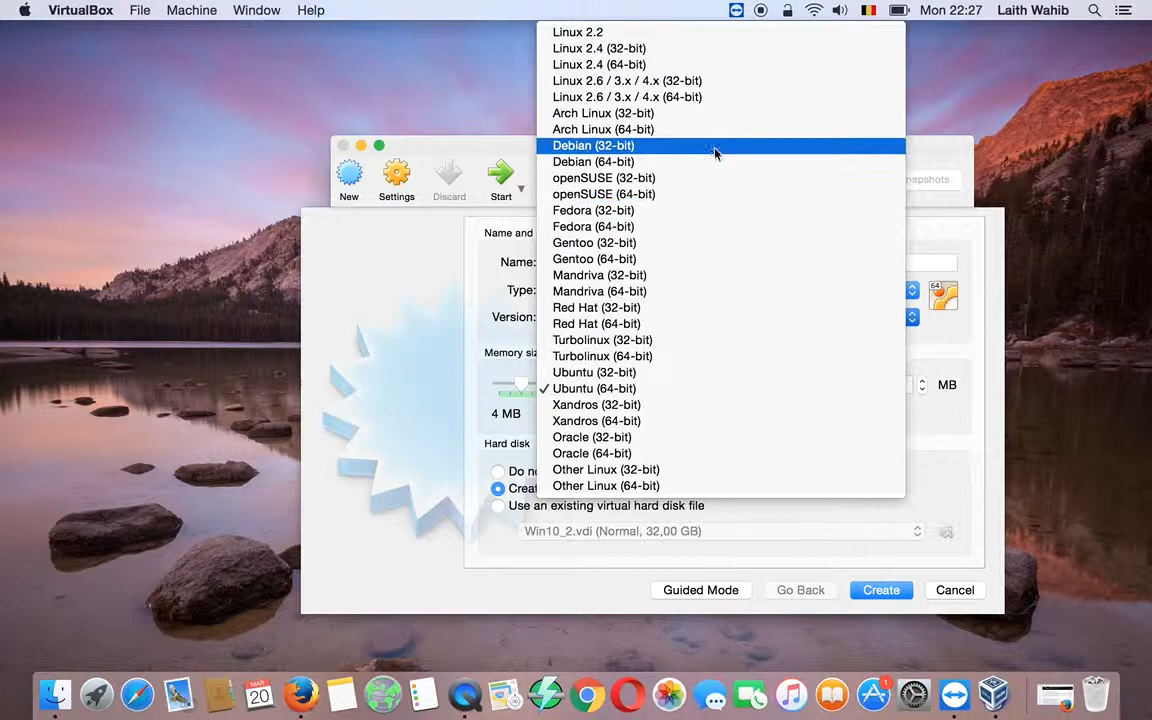 VirtualBox File Machine Window Help Mon 22:27 Laith Wahib
Linux 2.2
Linux 2.4 (32-bit)
Linux 2.4 (64-bit)
Linux 2.6 / 3.x / 4.x (32-bit)
Linux 2.6 / 3.x / 4.x (64-bit)
Arch Linux (32-bit)
Arch Linux (64-bit)
Debian (32-bit)
Debian (64-bit)
openSUSE (32-bit)
openSUSE (64-bit)
Fedora (32-bit)
Fedora (64-bit)
Gentoo (32-bit)
Gentoo (64-bit)
Mandriva (32-bit)
Mandriva (64-bit)
Red Hat (32-bit)
Red Hat (64-bit)
Turbolinux (32-bit)
Turbolinux (64-bit)
Ubuntu (32-bit)
Ubuntu (64-bit)
Xandros (32-bit)
Xandros (64-bit)
Oracle (32-bit)
Oracle (64-bit)
Other Linux (32-bit)
Other Linux (64-bit)
New Settings Discard Start napshots
Name and
Name:
Type:
64
Version:
Memory siz
4 MB
MB
Hard disk
Do no
Creat
Use an existing virtual hard disk file
Win10_2.vdi (Normal, 32,00 GB)
Guided Mode Go Back Create Cancel
MAR
20
1